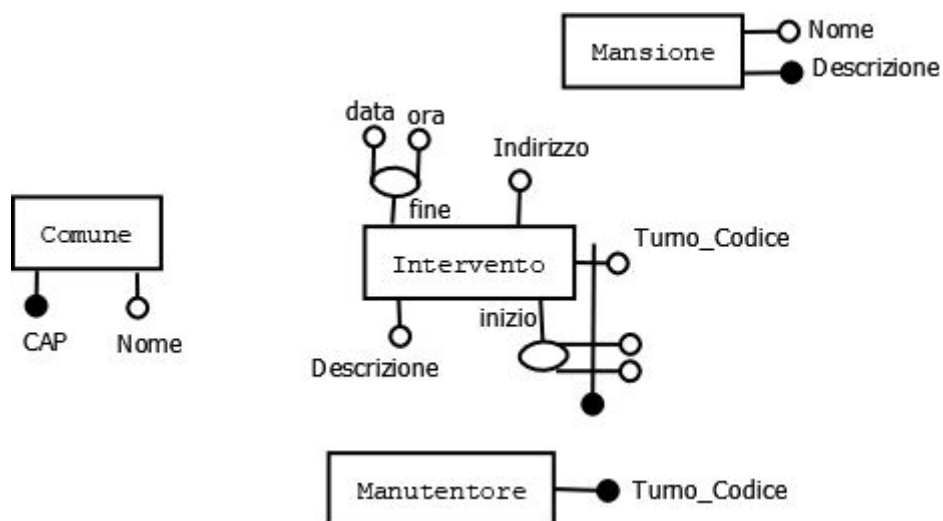 Nome
Mansione
Descrizione
data ora
Indirizzo
fine
Comune
Turno_Codice
Intervento
inizio
CAP Nome
Descrizione
Manutentore
Turno_Codice